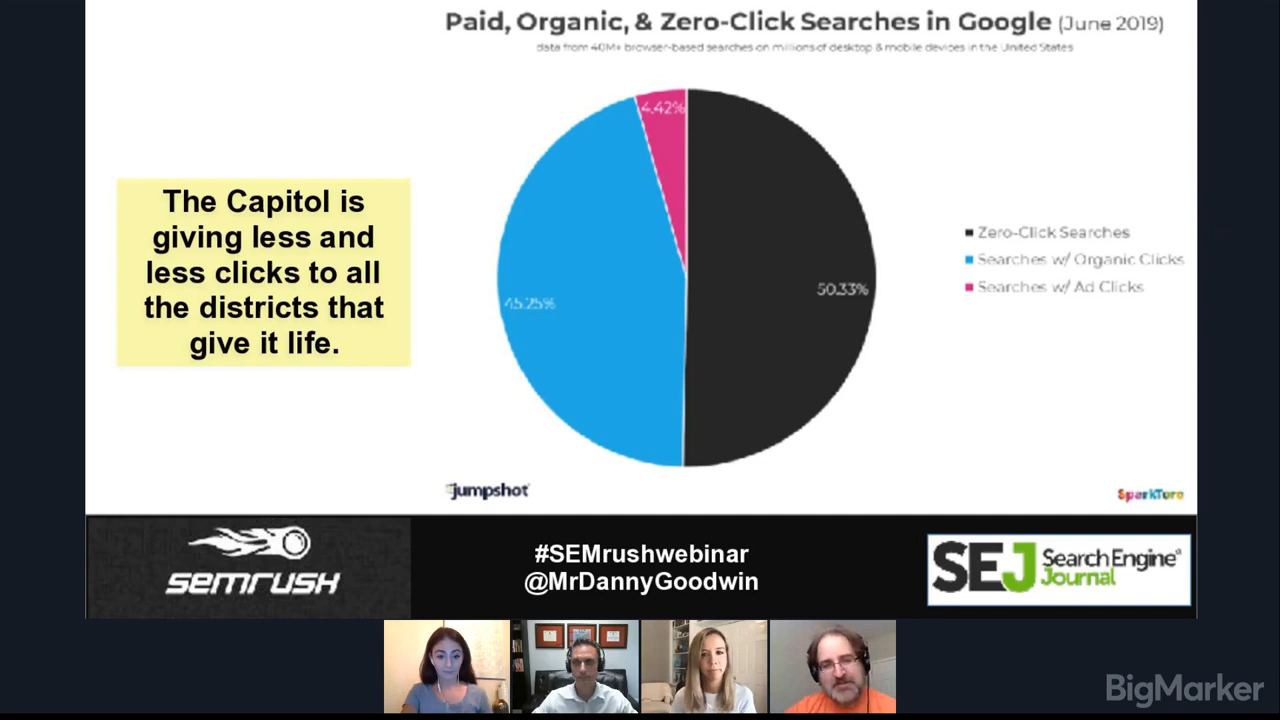 Paid, Organic, & Zero-Click Searches in Google (June 2019)
data from 40M+ browser-based searches on millions of desktop & mobile devices in the United States
4.42%
The Capitol is
giving less and
less clicks to all
the districts that
give it life.
45.25%
50.33%
Zero-Click Searches
Searches w/ Organic Clicks
Searches w/ Ad Clicks
jumpshot
SparkToro
semrush
#SEMrushwebinar
@MrDannyGoodwin
SEJ Search Engine
Journal
BigMarker